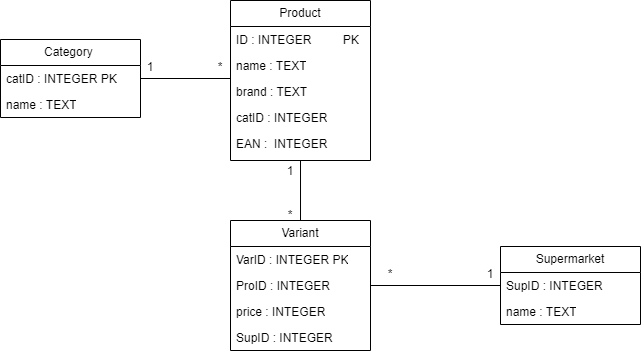 Product
ID : INTEGER PK
name : TEXT
brand : TEXT
catID : INTEGER
EAN : INTEGER
Category
catID : INTEGER PK
name : TEXT
1
*
1
*
Variant
VarID : INTEGER PK
ProID : INTEGER
price : INTEGER
SupID : INTEGER
*
1
Supermarket
SupID : INTEGER
name : TEXT